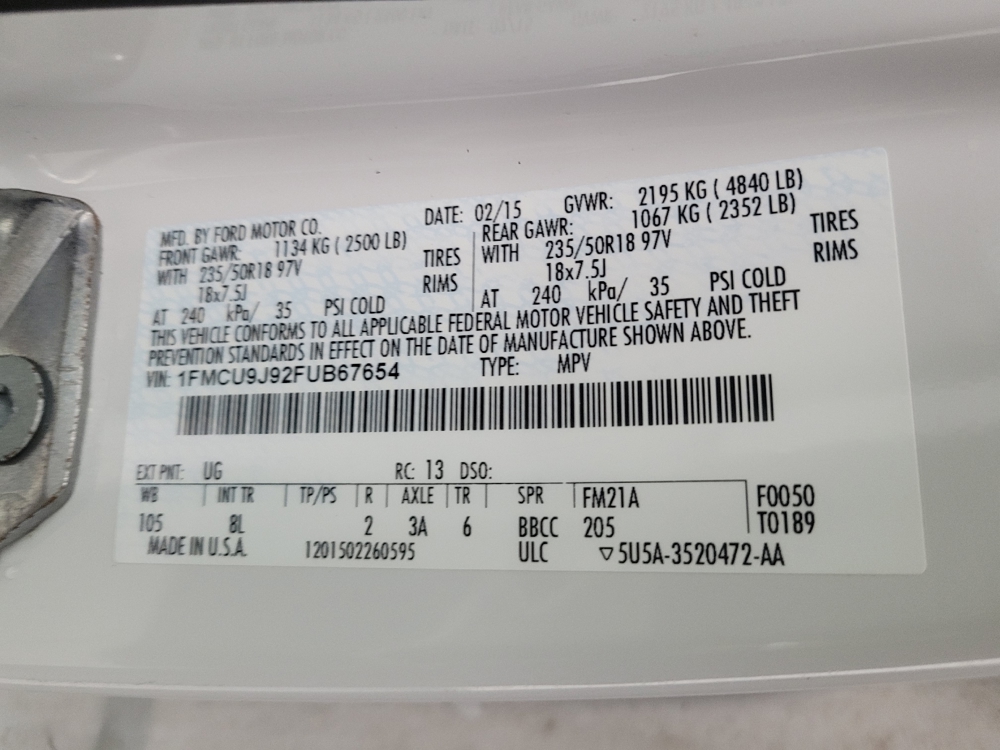 MFD. BY FORD MOTOR CO. DATE: 02/15 GVWR: 2195 KG ( 4840 LB)
FRONT GAWR: 1134 KG ( 2500 LB) REAR GAWR: 1067 KG ( 2352 LB)
WITH 235/50R18 97V TIRES WITH 235/50R18 97V TIRES
18x7.5J RIMS 18x7.5J RIMS
AT 240 kPa/ 35 PSI COLD AT 240 kPa/ 35 PSI COLD
THIS VEHICLE CONFORMS TO ALL APPLICABLE FEDERAL MOTOR VEHICLE SAFETY AND THEFT
PREVENTION STANDARDS IN EFFECT ON THE DATE OF MANUFACTURE SHOWN ABOVE.
VIN: 1FMCU9J92FUB67654 TYPE: MPV
EXT PNT: UG RC: 13 DSO:
WB INT TR TP/PS R AXLE TR SPR FM21A F0050
105 8L 2 3A 6 BBCC 205 T0189
MADE IN U.S.A. 1201502260595 ULC ▽5U5A-3520472-AA